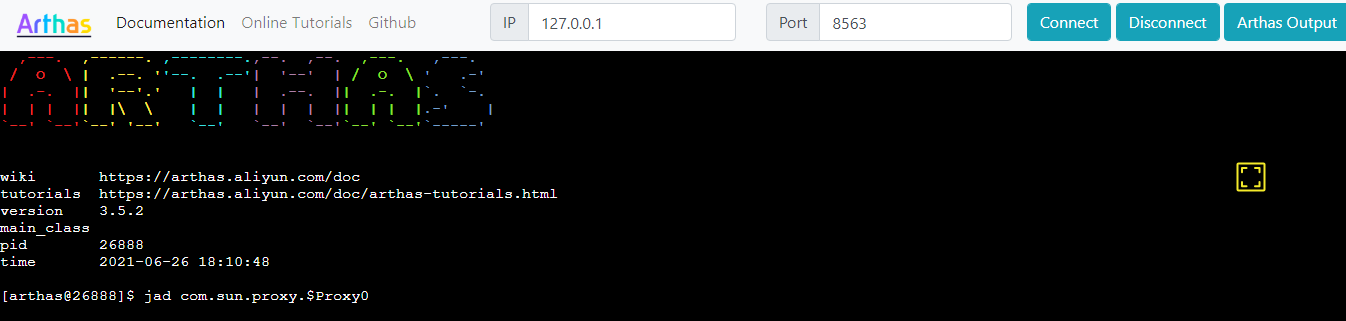 Arthas Documentation Online Tutorials Github IP 127.0.0.1 Port 8563 Connect Disconnect Arthas Output
ARTHAS
wiki https://arthas.aliyun.com/doc
tutorials https://arthas.aliyun.com/doc/arthas-tutorials.html
version 3.5.2
main_class
pid 26888
time 2021-06-26 18:10:48
[arthas@26888]$ jad com.sun.proxy.$Proxy0